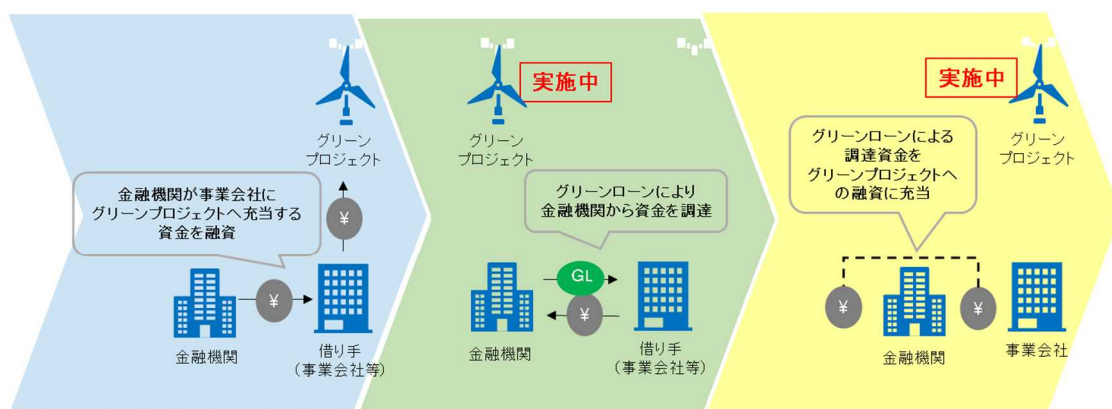 グリーン
プロジェクト
金融機関が事業会社に
グリーンプロジェクトへ充当する
資金を融資
¥
¥
金融機関
借り手
（事業会社等）
実施中
グリーン
プロジェクト
グリーンローンにより
金融機関から資金を調達
GL
¥
金融機関
借り手
（事業会社等）
実施中
グリーン
プロジェクト
グリーンローンによる
調達資金を
グリーンプロジェクトへ
の融資に充当
¥
¥
金融機関
事業会社